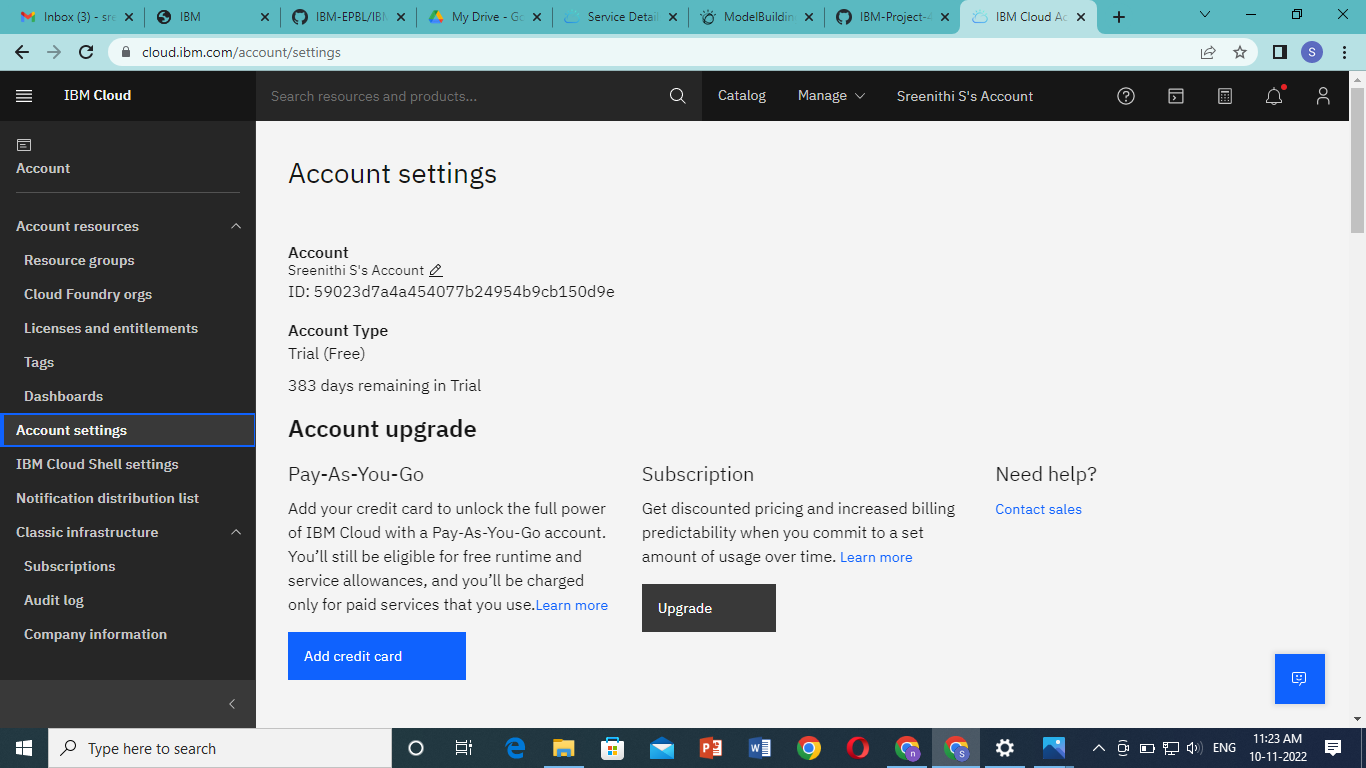 Inbox (3) - sre
IBM
IBM-EPBL/IBM
My Drive - Go
Service Detail
ModelBuilding
IBM-Project-4
IBM Cloud Ac
cloud.ibm.com/account/settings
S
IBM Cloud
Search resources and products...
Catalog
Manage
Sreenithi S's Account
Account
Account resources
Resource groups
Cloud Foundry orgs
Licenses and entitlements
Tags
Dashboards
Account settings
IBM Cloud Shell settings
Notification distribution list
Classic infrastructure
Subscriptions
Audit log
Company information
Account settings
Account
Sreenithi S's Account
ID: 59023d7a4a454077b24954b9cb150d9e
Account Type
Trial (Free)
383 days remaining in Trial
Account upgrade
Pay-As-You-Go
Add your credit card to unlock the full power
of IBM Cloud with a Pay-As-You-Go account.
You’ll still be eligible for free runtime and
service allowances, and you’ll be charged
only for paid services that you use.Learn more
Add credit card
Subscription
Get discounted pricing and increased billing
predictability when you commit to a set
amount of usage over time. Learn more
Upgrade
Need help?
Contact sales
Type here to search
n
S
ENG
11:23 AM
10-11-2022